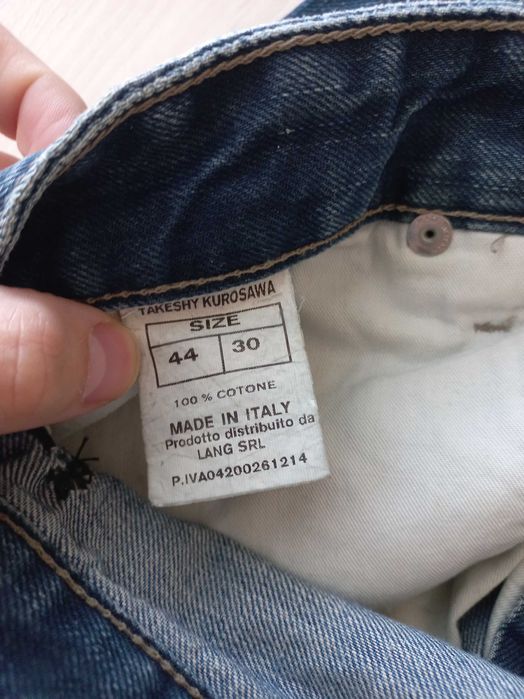 TAKESHY KUROSAWA
SIZE
44 30
100 % COTONE
MADE IN ITALY
Prodotto distribuito da
LANG SRL
P.IVA04200261214